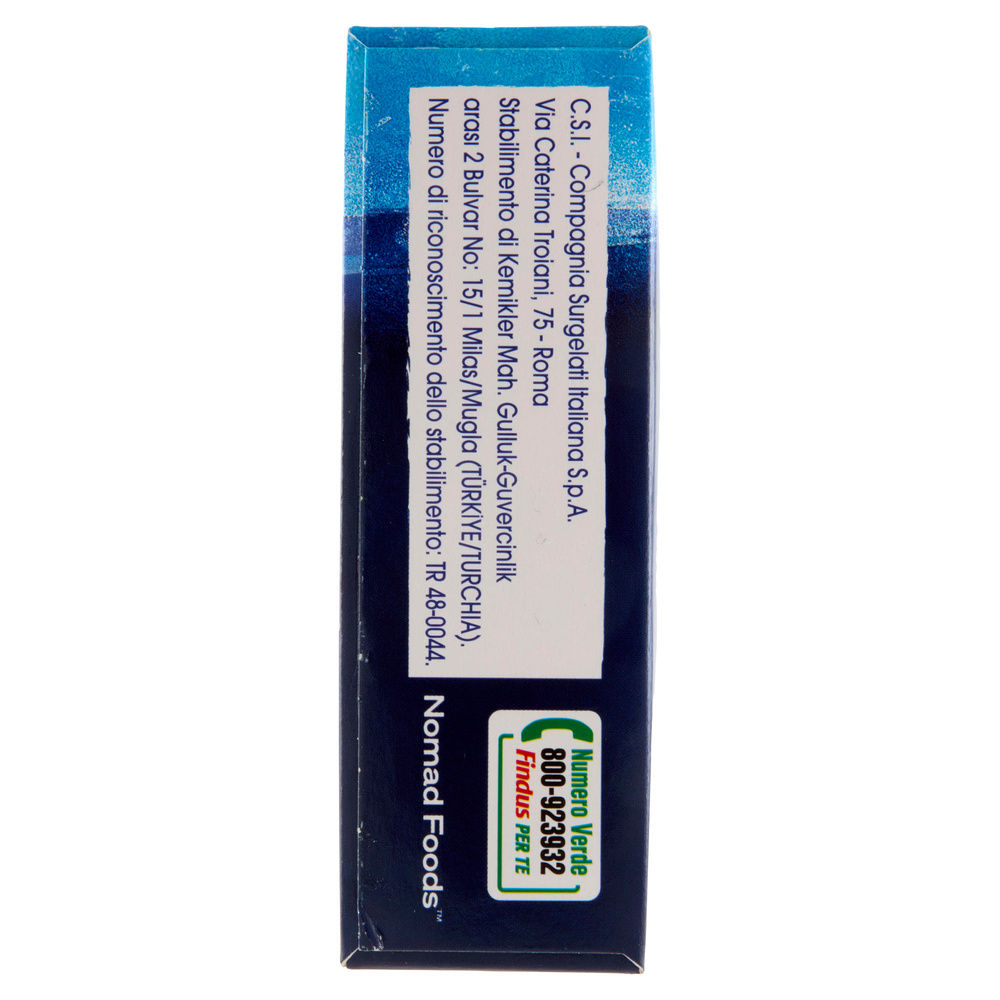 C.S.I. - Compagnia Surgelati Italiana S.p.A.
Via Caterina Troiani, 75 - Roma
Stabilimento di Kemikler Mah. Gulluk-Guvercinlik
arası 2 Bulvar No: 15/1 Milas/Mugla (TÜRKİYE/TURCHIA).
Numero di riconoscimento dello stabilimento: TR 48-0044.
Numero Verde
800-923932
Findus PER TE
Nomad Foods™